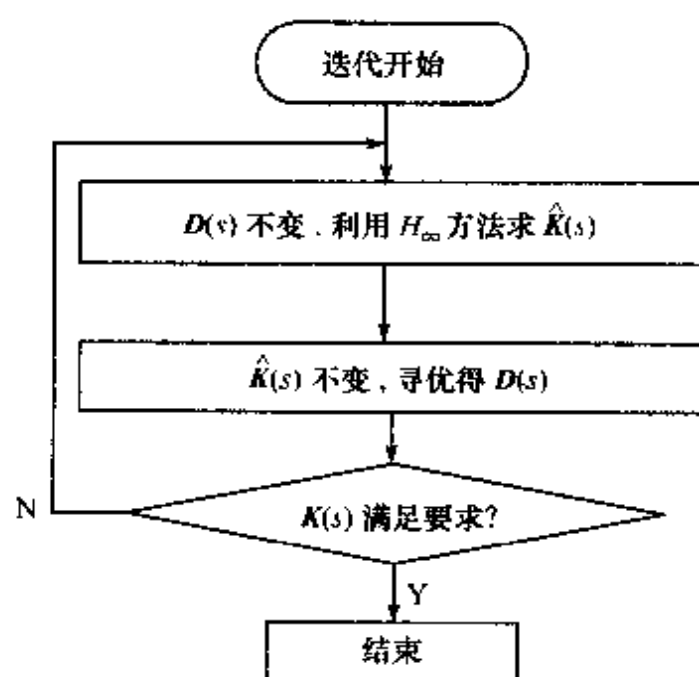 迭代开始
D(s) 不变,利用 H∞ 方法求 K̂(s)
K̂(s) 不变,寻优得 D(s)
K(s) 满足要求?
N
Y
结束